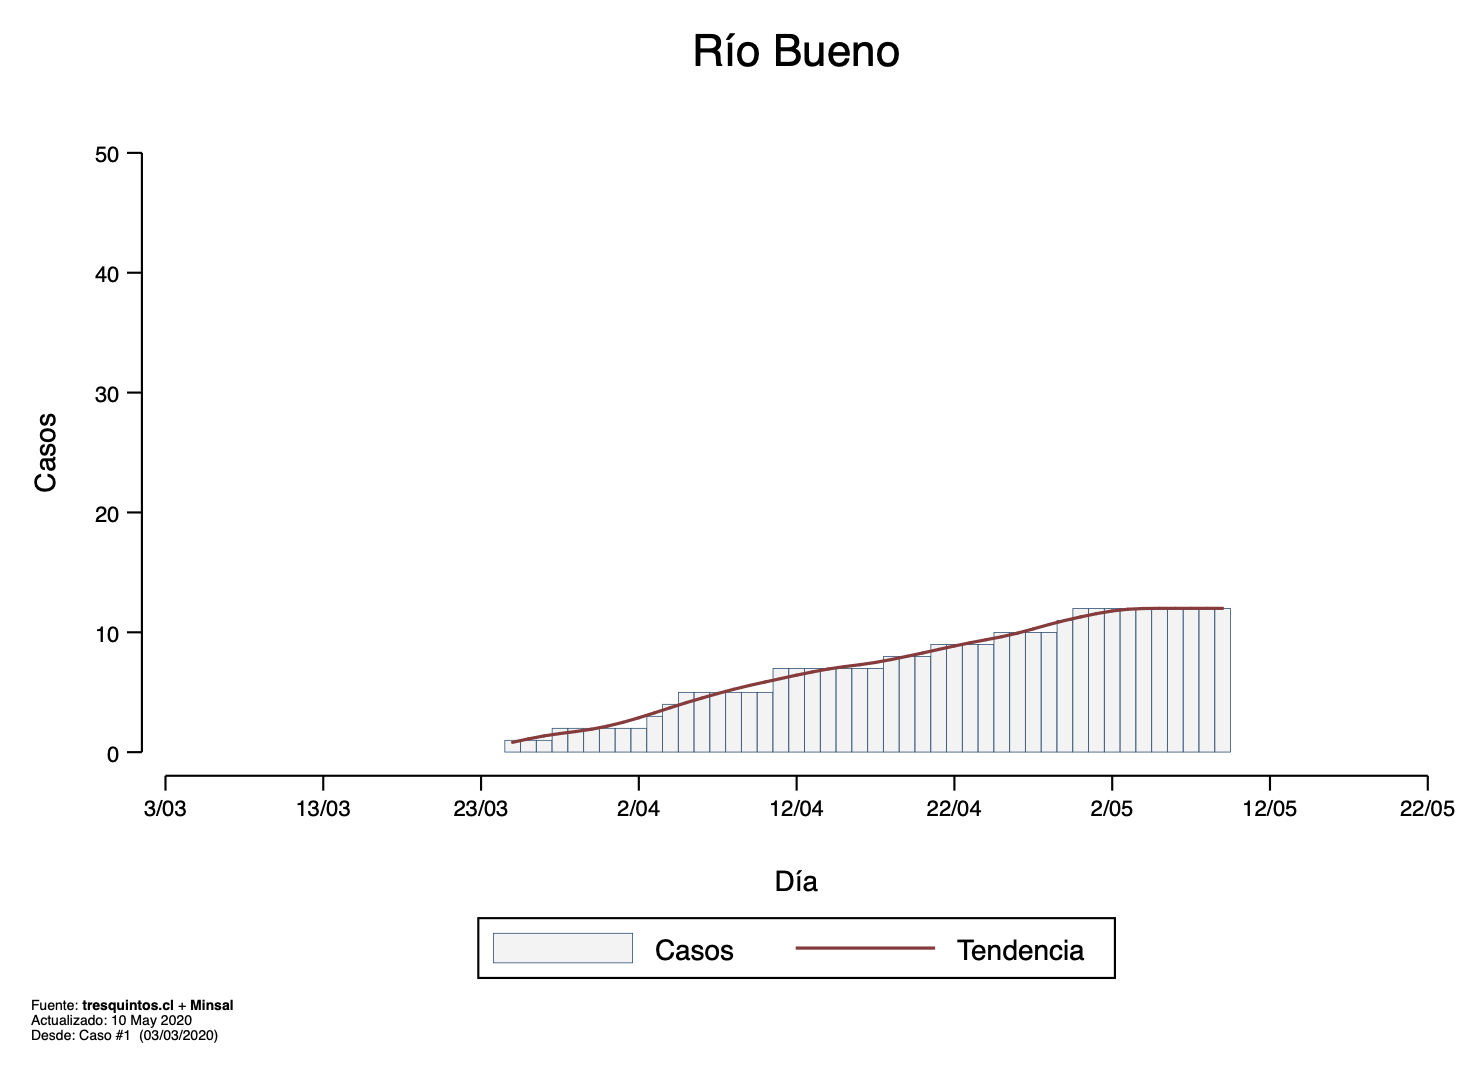 Río Bueno
50
40
30
20
10
0
Casos
3/03 13/03 23/03 2/04 12/04 22/04 2/05 12/05 22/05
Día
Casos Tendencia
Fuente: tresquintos.cl + Minsal
Actualizado: 10 May 2020
Desde: Caso #1 (03/03/2020)